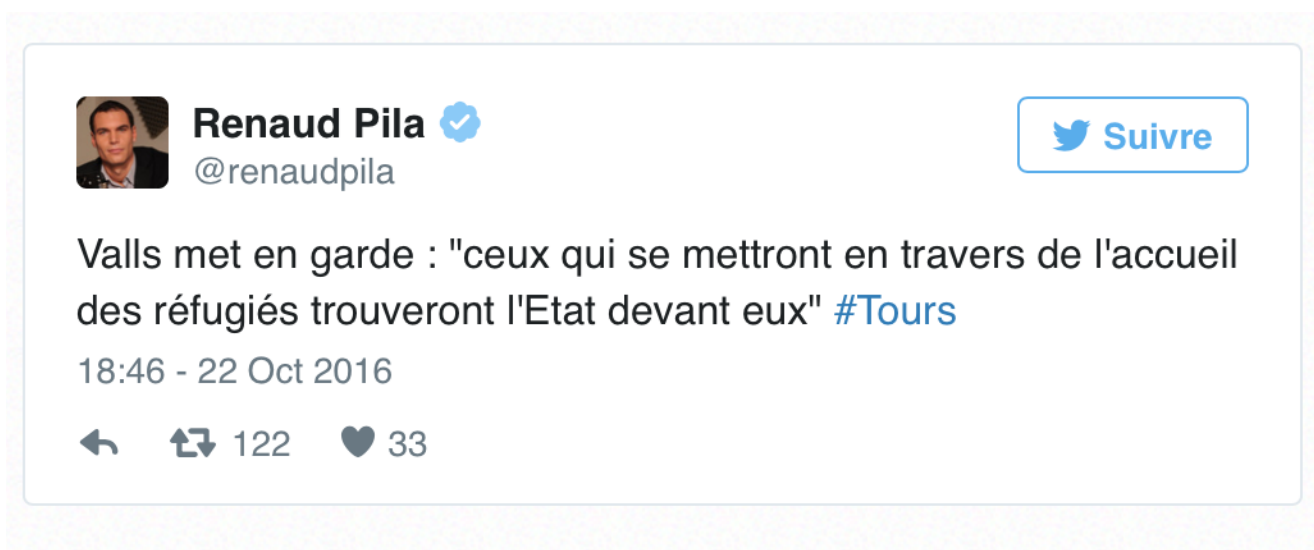 Renaud Pila
@renaudpila
Suivre
Valls met en garde : "ceux qui se mettront en travers de l'accueil
des réfugiés trouveront l'Etat devant eux" #Tours
18:46 - 22 Oct 2016
122 33